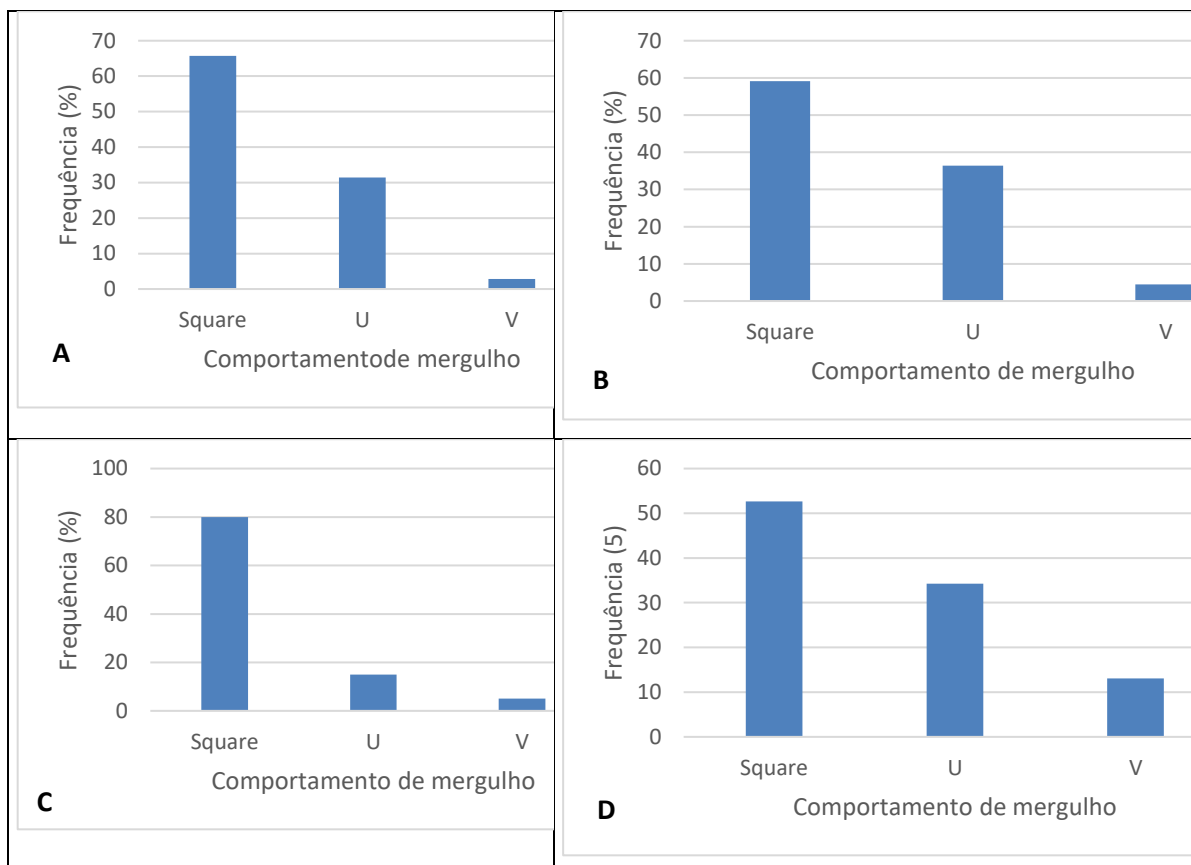 70
60
50
40
30
20
10
0
Frequência (%)
Square U V
Comportamentode mergulho
A
70
60
50
40
30
20
10
0
Frequência (%)
Square U V
Comportamento de mergulho
B
100
80
60
40
20
0
Frequência (%)
Square U V
Comportamento de mergulho
C
60
50
40
30
20
10
0
Frequência (5)
Square U V
Comportamento de mergulho
D